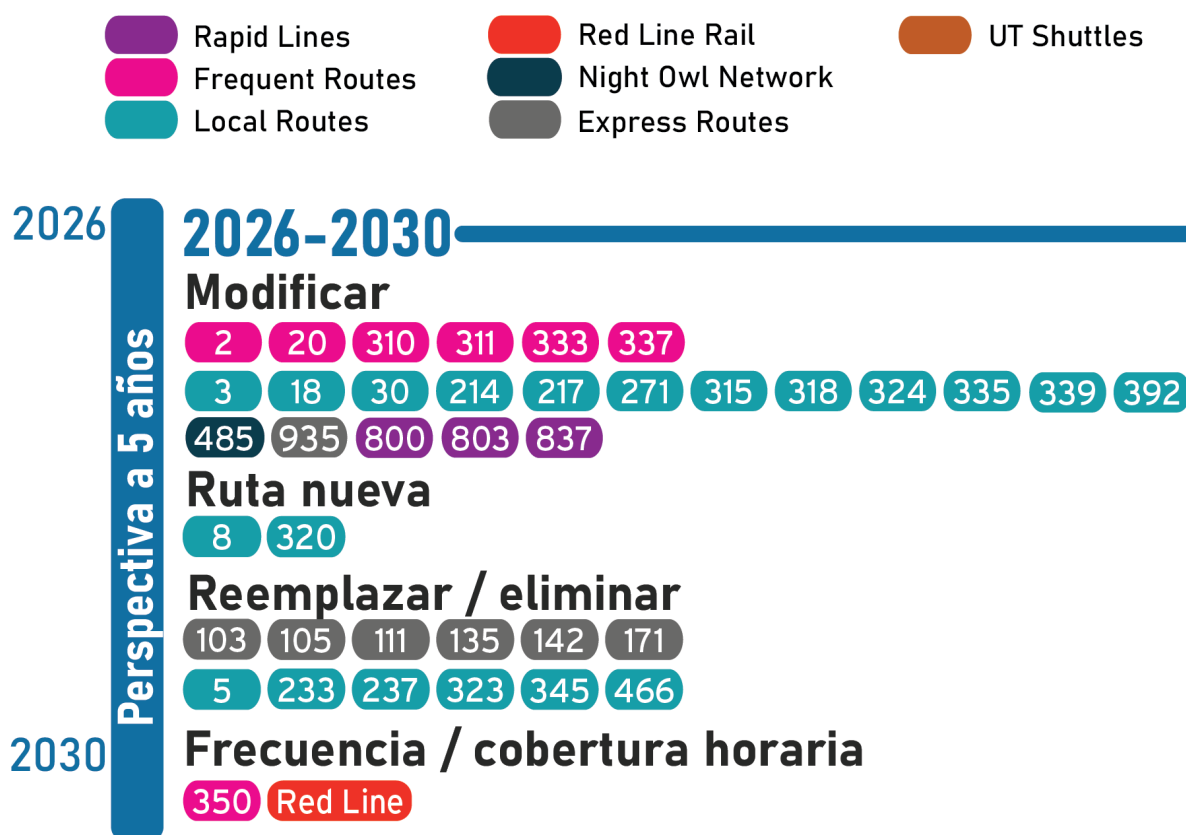 Rapid Lines
Red Line Rail
UT Shuttles
Frequent Routes
Night Owl Network
Local Routes
Express Routes
2026
2026-2030
Perspectiva a 5 años
Modificar
2 20 310 311 333 337
3 18 30 214 217 271 315 318 324 335 339 392
485 935 800 803 837
Ruta nueva
8 320
Reemplazar / eliminar
103 105 111 135 142 171
5 233 237 323 345 466
2030
Frecuencia / cobertura horaria
350 Red Line